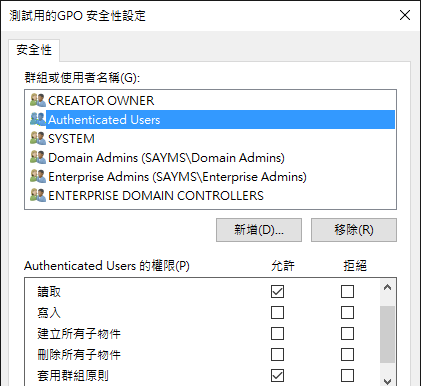 測試用的GPO 安全性設定
安全性
群組或使用者名稱(G):
CREATOR OWNER
Authenticated Users
SYSTEM
Domain Admins (SAYMS\Domain Admins)
Enterprise Admins (SAYMS\Enterprise Admins)
ENTERPRISE DOMAIN CONTROLLERS
新增(D)... 移除(R)
Authenticated Users 的權限(P) 允許 拒絕
讀取
寫入
建立所有子物件
刪除所有子物件
套用群組原則